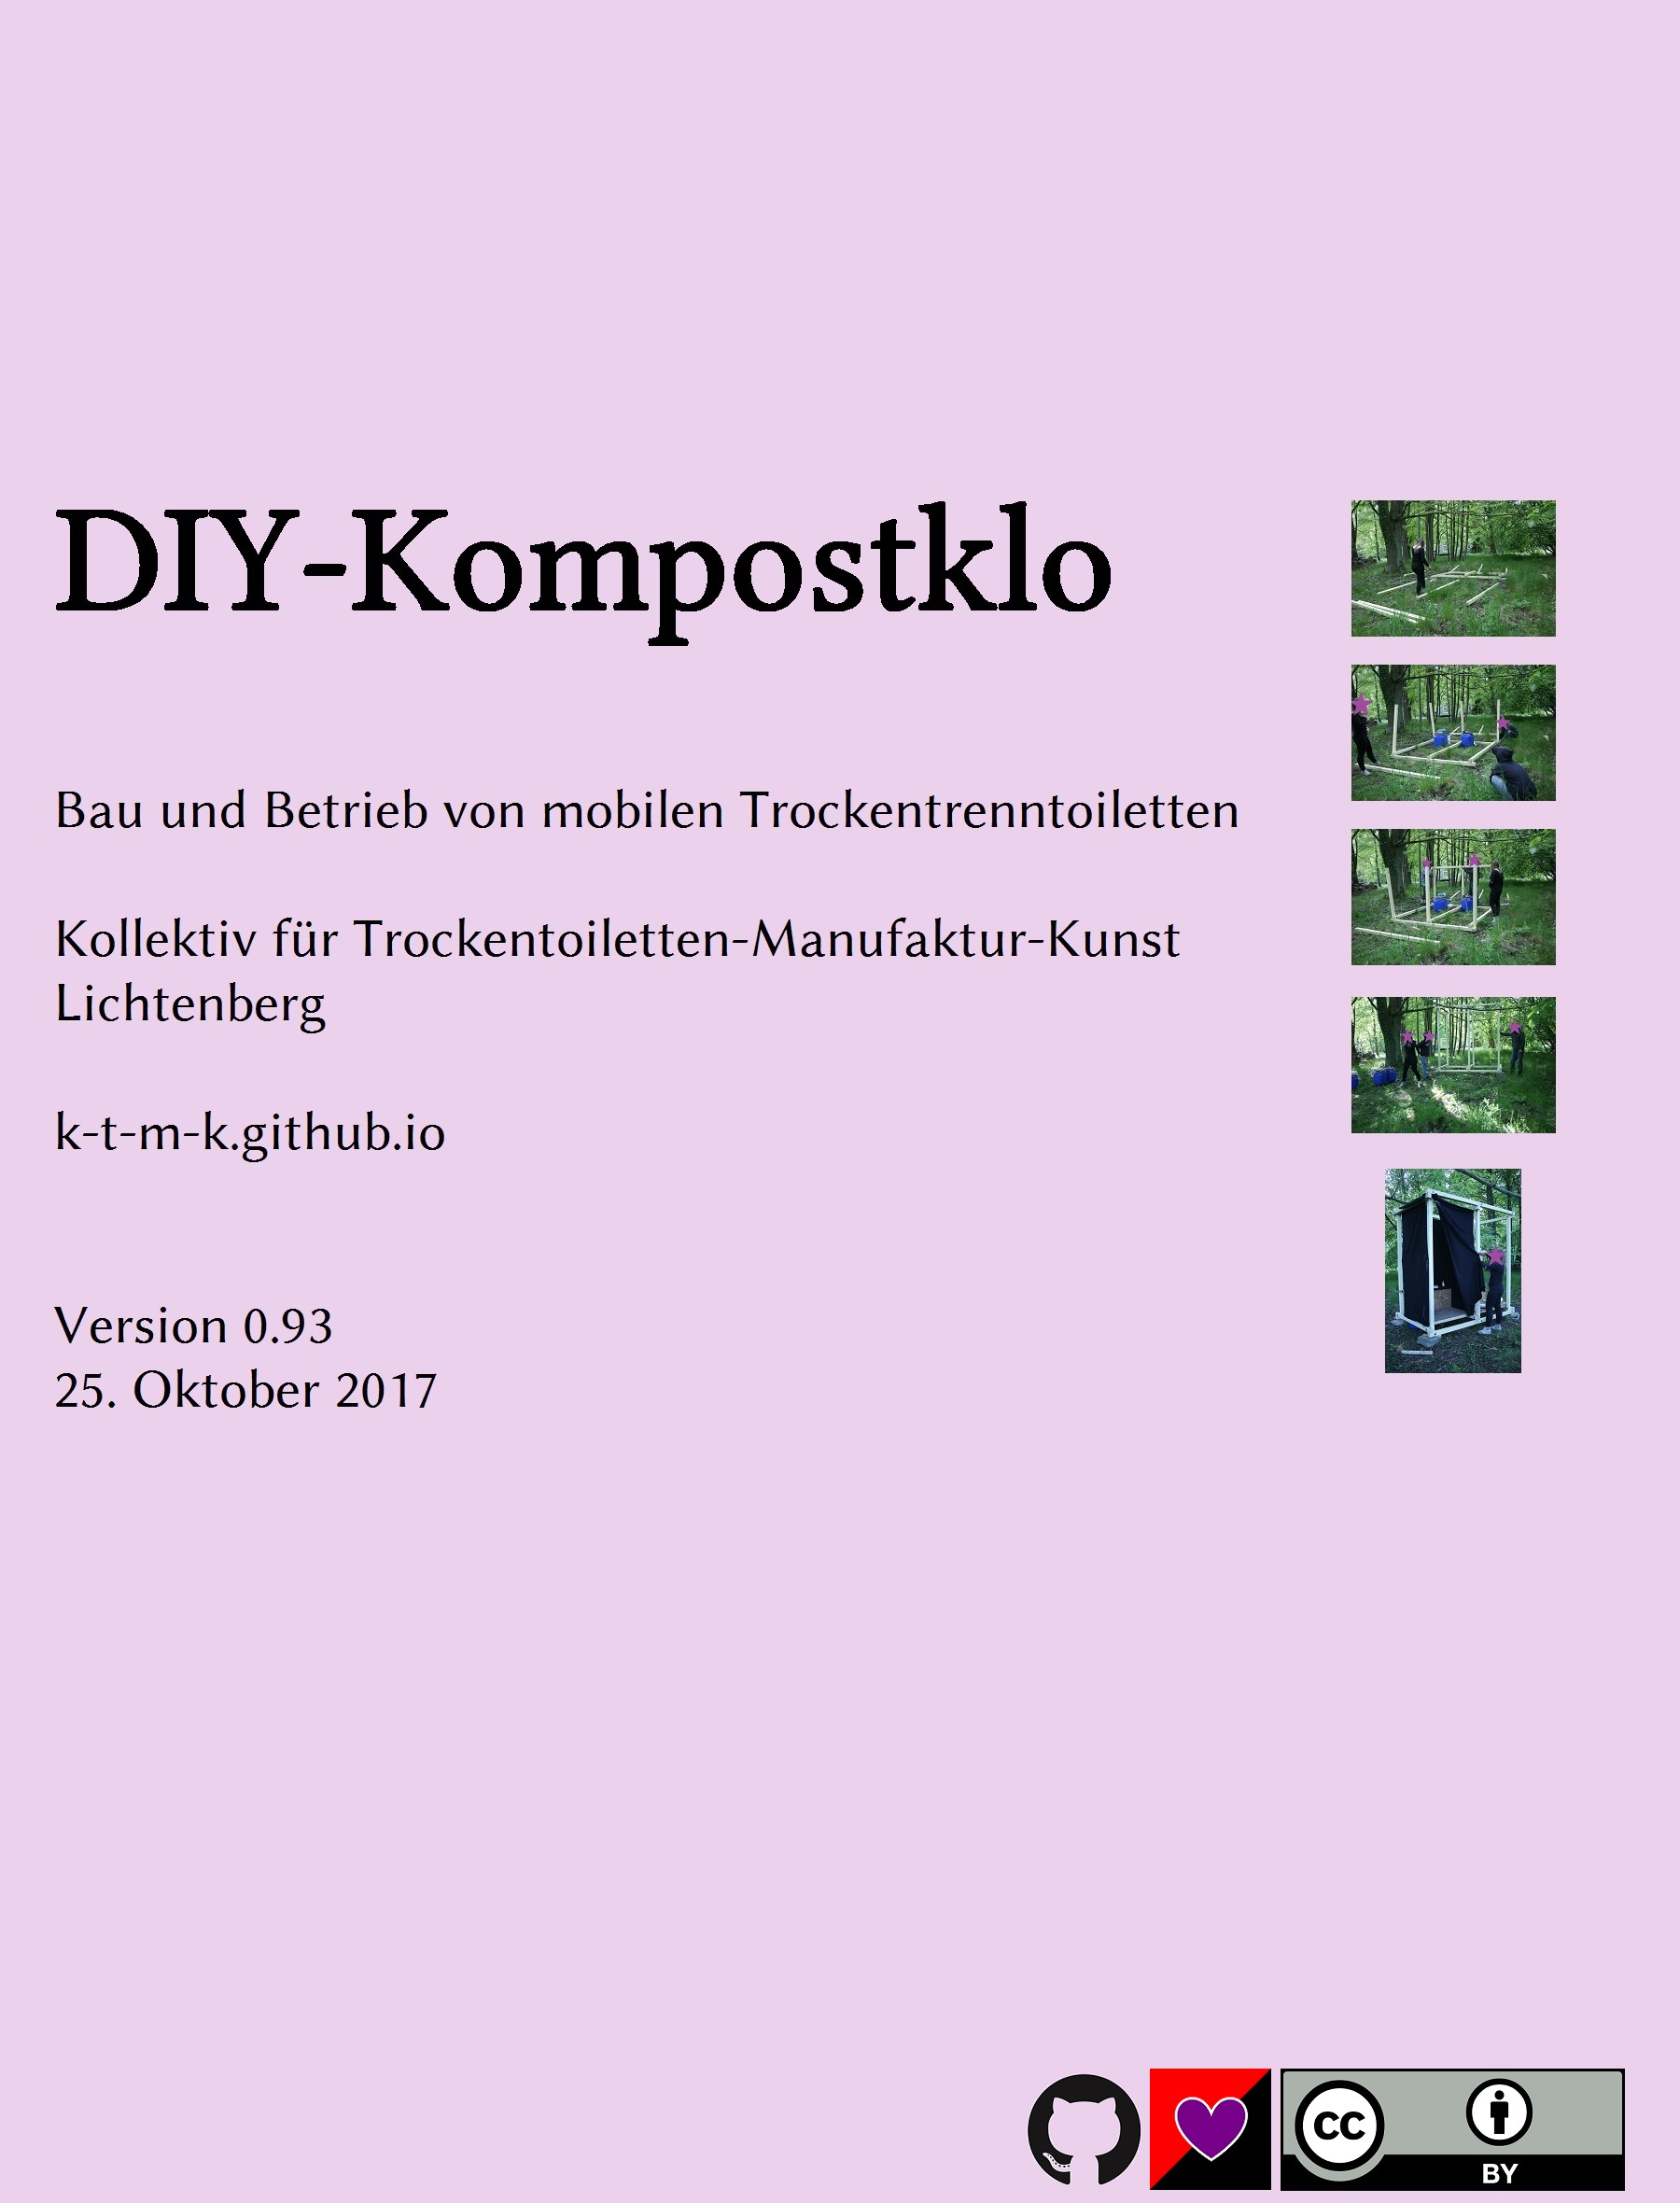 DIY-Kompostklo
Bau und Betrieb von mobilen Trockentrenntoiletten
Kollektiv für Trockentoiletten-Manufaktur-Kunst
Lichtenberg
k-t-m-k.github.io
Version 0.93
25. Oktober 2017
CC
BY